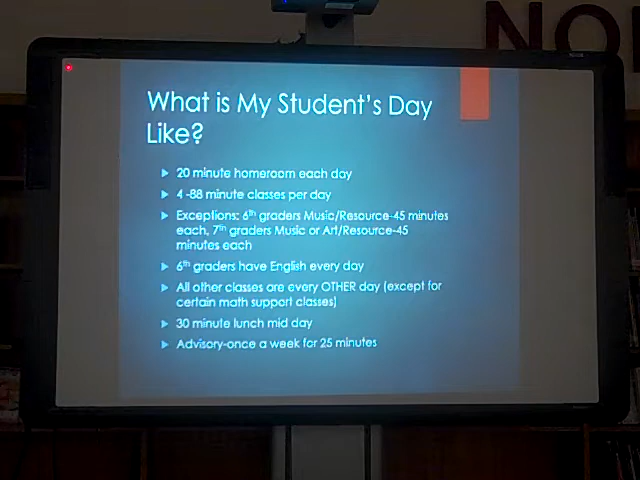 NO
What is My Student's Day
Like?
20 minute homeroom each day
4 -88 minute classes per day
Exceptions: 6th graders Music/Resource-45 minutes
each, 7th graders Music or Art/Resource-45
minutes each
6th graders have English every day
All other classes are every OTHER day (except for
certain math support classes)
30 minute lunch mid day
Advisory-once a week for 25 minutes